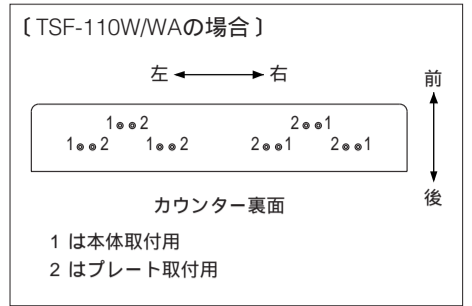 〔TSF-110W/WAの場合〕
左 右
前
1 2 2 1
1 2 1 2 2 1 2 1
後
カウンター裏面
1 は本体取付用
2 はプレート取付用